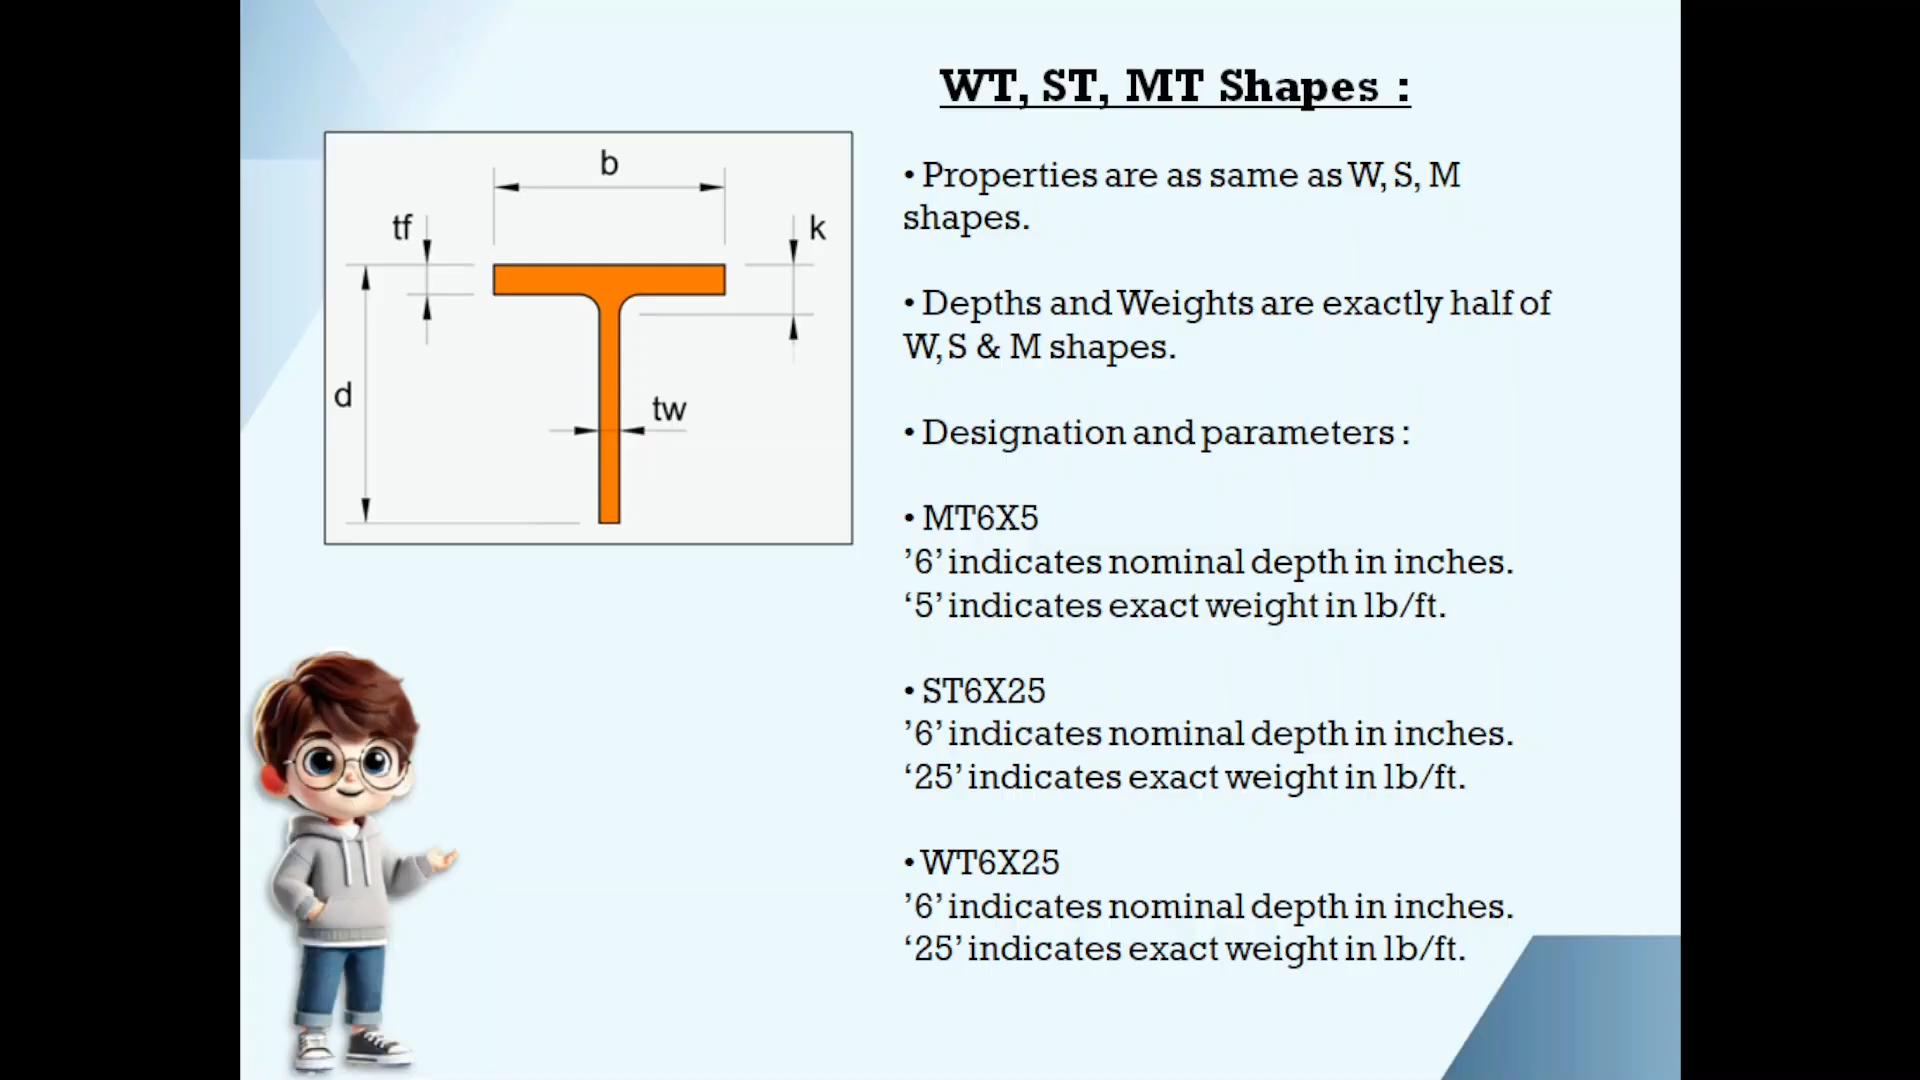 WT, ST, MT Shapes :
b
tf
k
d
tw
• Properties are as same as W, S, M
shapes.
• Depths and Weights are exactly half of
W, S & M shapes.
• Designation and parameters :
• MT6X5
’6’ indicates nominal depth in inches.
‘5’ indicates exact weight in lb/ft.
• ST6X25
’6’ indicates nominal depth in inches.
‘25’ indicates exact weight in lb/ft.
• WT6X25
’6’ indicates nominal depth in inches.
‘25’ indicates exact weight in lb/ft.